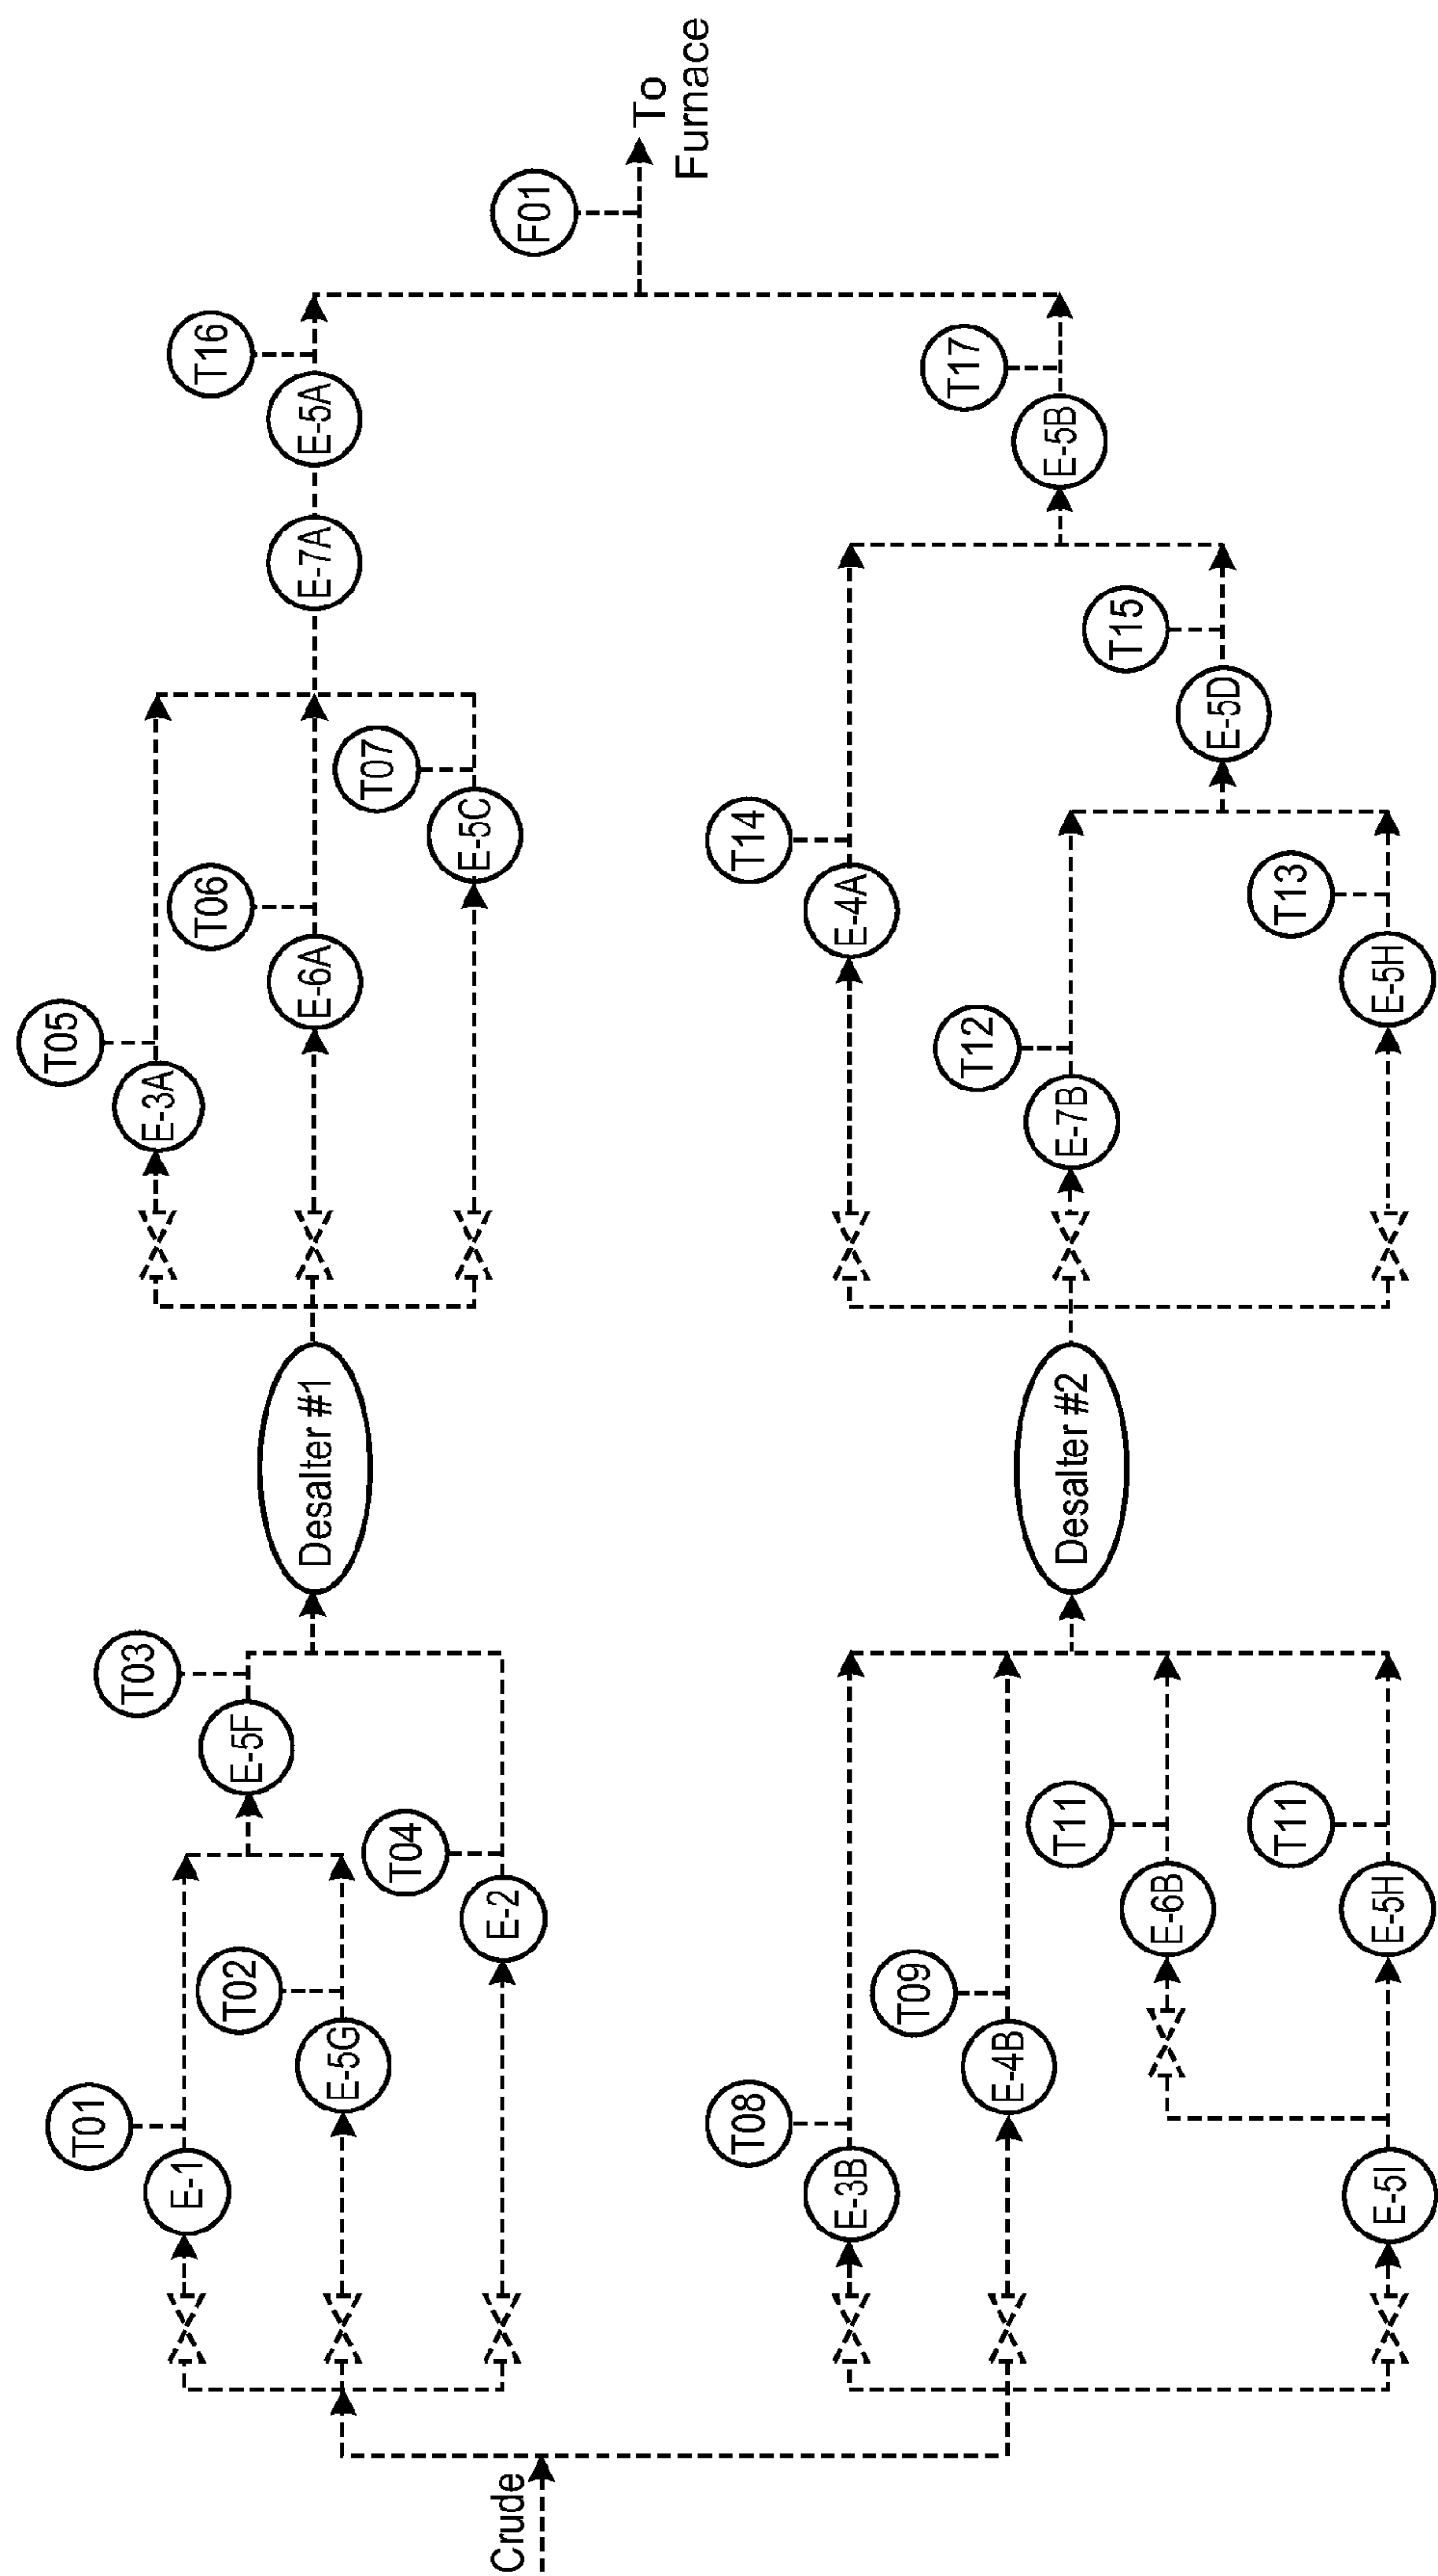 Crude
T01
E-1
T02
E-5G
T04
E-2
T03
E-5F
Desalter #1
T05
E-3A
T06
E-6A
T07
E-5C
E-7A
E-5A
T16
F01
To
Furnace
T08
E-3B
T09
E-4B
T11
E-6B
E-5I
T11
E-5H
Desalter #2
T14
E-4A
T12
E-7B
T13
E-5H
T15
E-5D
T17
E-5B